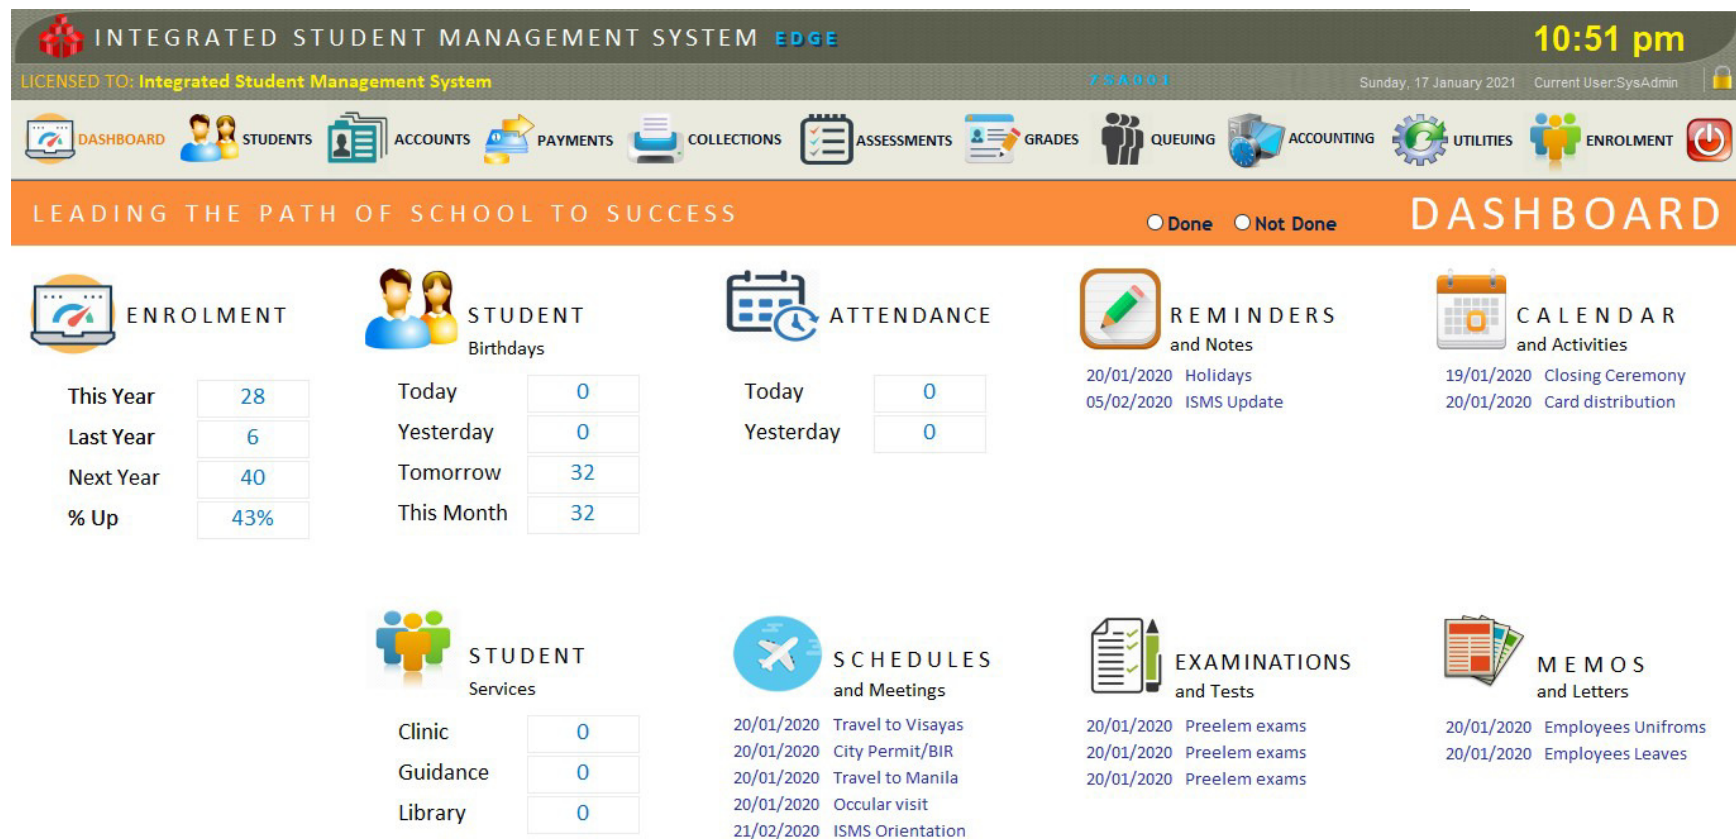 INTEGRATED STUDENT MANAGEMENT SYSTEM EDGE
10:51 pm
LICENSED TO: Integrated Student Management System
ZSA001
Sunday, 17 January 2021 Current User:SysAdmin
DASHBOARD STUDENTS ACCOUNTS PAYMENTS COLLECTIONS ASSESSMENTS GRADES QUEUING ACCOUNTING UTILITIES ENROLMENT
LEADING THE PATH OF SCHOOL TO SUCCESS
Done Not Done
DASHBOARD
ENROLMENT
This Year 28
Last Year 6
Next Year 40
% Up 43%
STUDENT
Birthdays
Today 0
Yesterday 0
Tomorrow 32
This Month 32
ATTENDANCE
Today 0
Yesterday 0
REMINDERS
and Notes
20/01/2020 Holidays
05/02/2020 ISMS Update
CALENDAR
and Activities
19/01/2020 Closing Ceremony
20/01/2020 Card distribution
STUDENT
Services
Clinic 0
Guidance 0
Library 0
SCHEDULES
and Meetings
20/01/2020 Travel to Visayas
20/01/2020 City Permit/BIR
20/01/2020 Travel to Manila
20/01/2020 Occular visit
21/02/2020 ISMS Orientation
EXAMINATIONS
and Tests
20/01/2020 Preelem exams
20/01/2020 Preelem exams
20/01/2020 Preelem exams
MEMOS
and Letters
20/01/2020 Employees Unifroms
20/01/2020 Employees Leaves